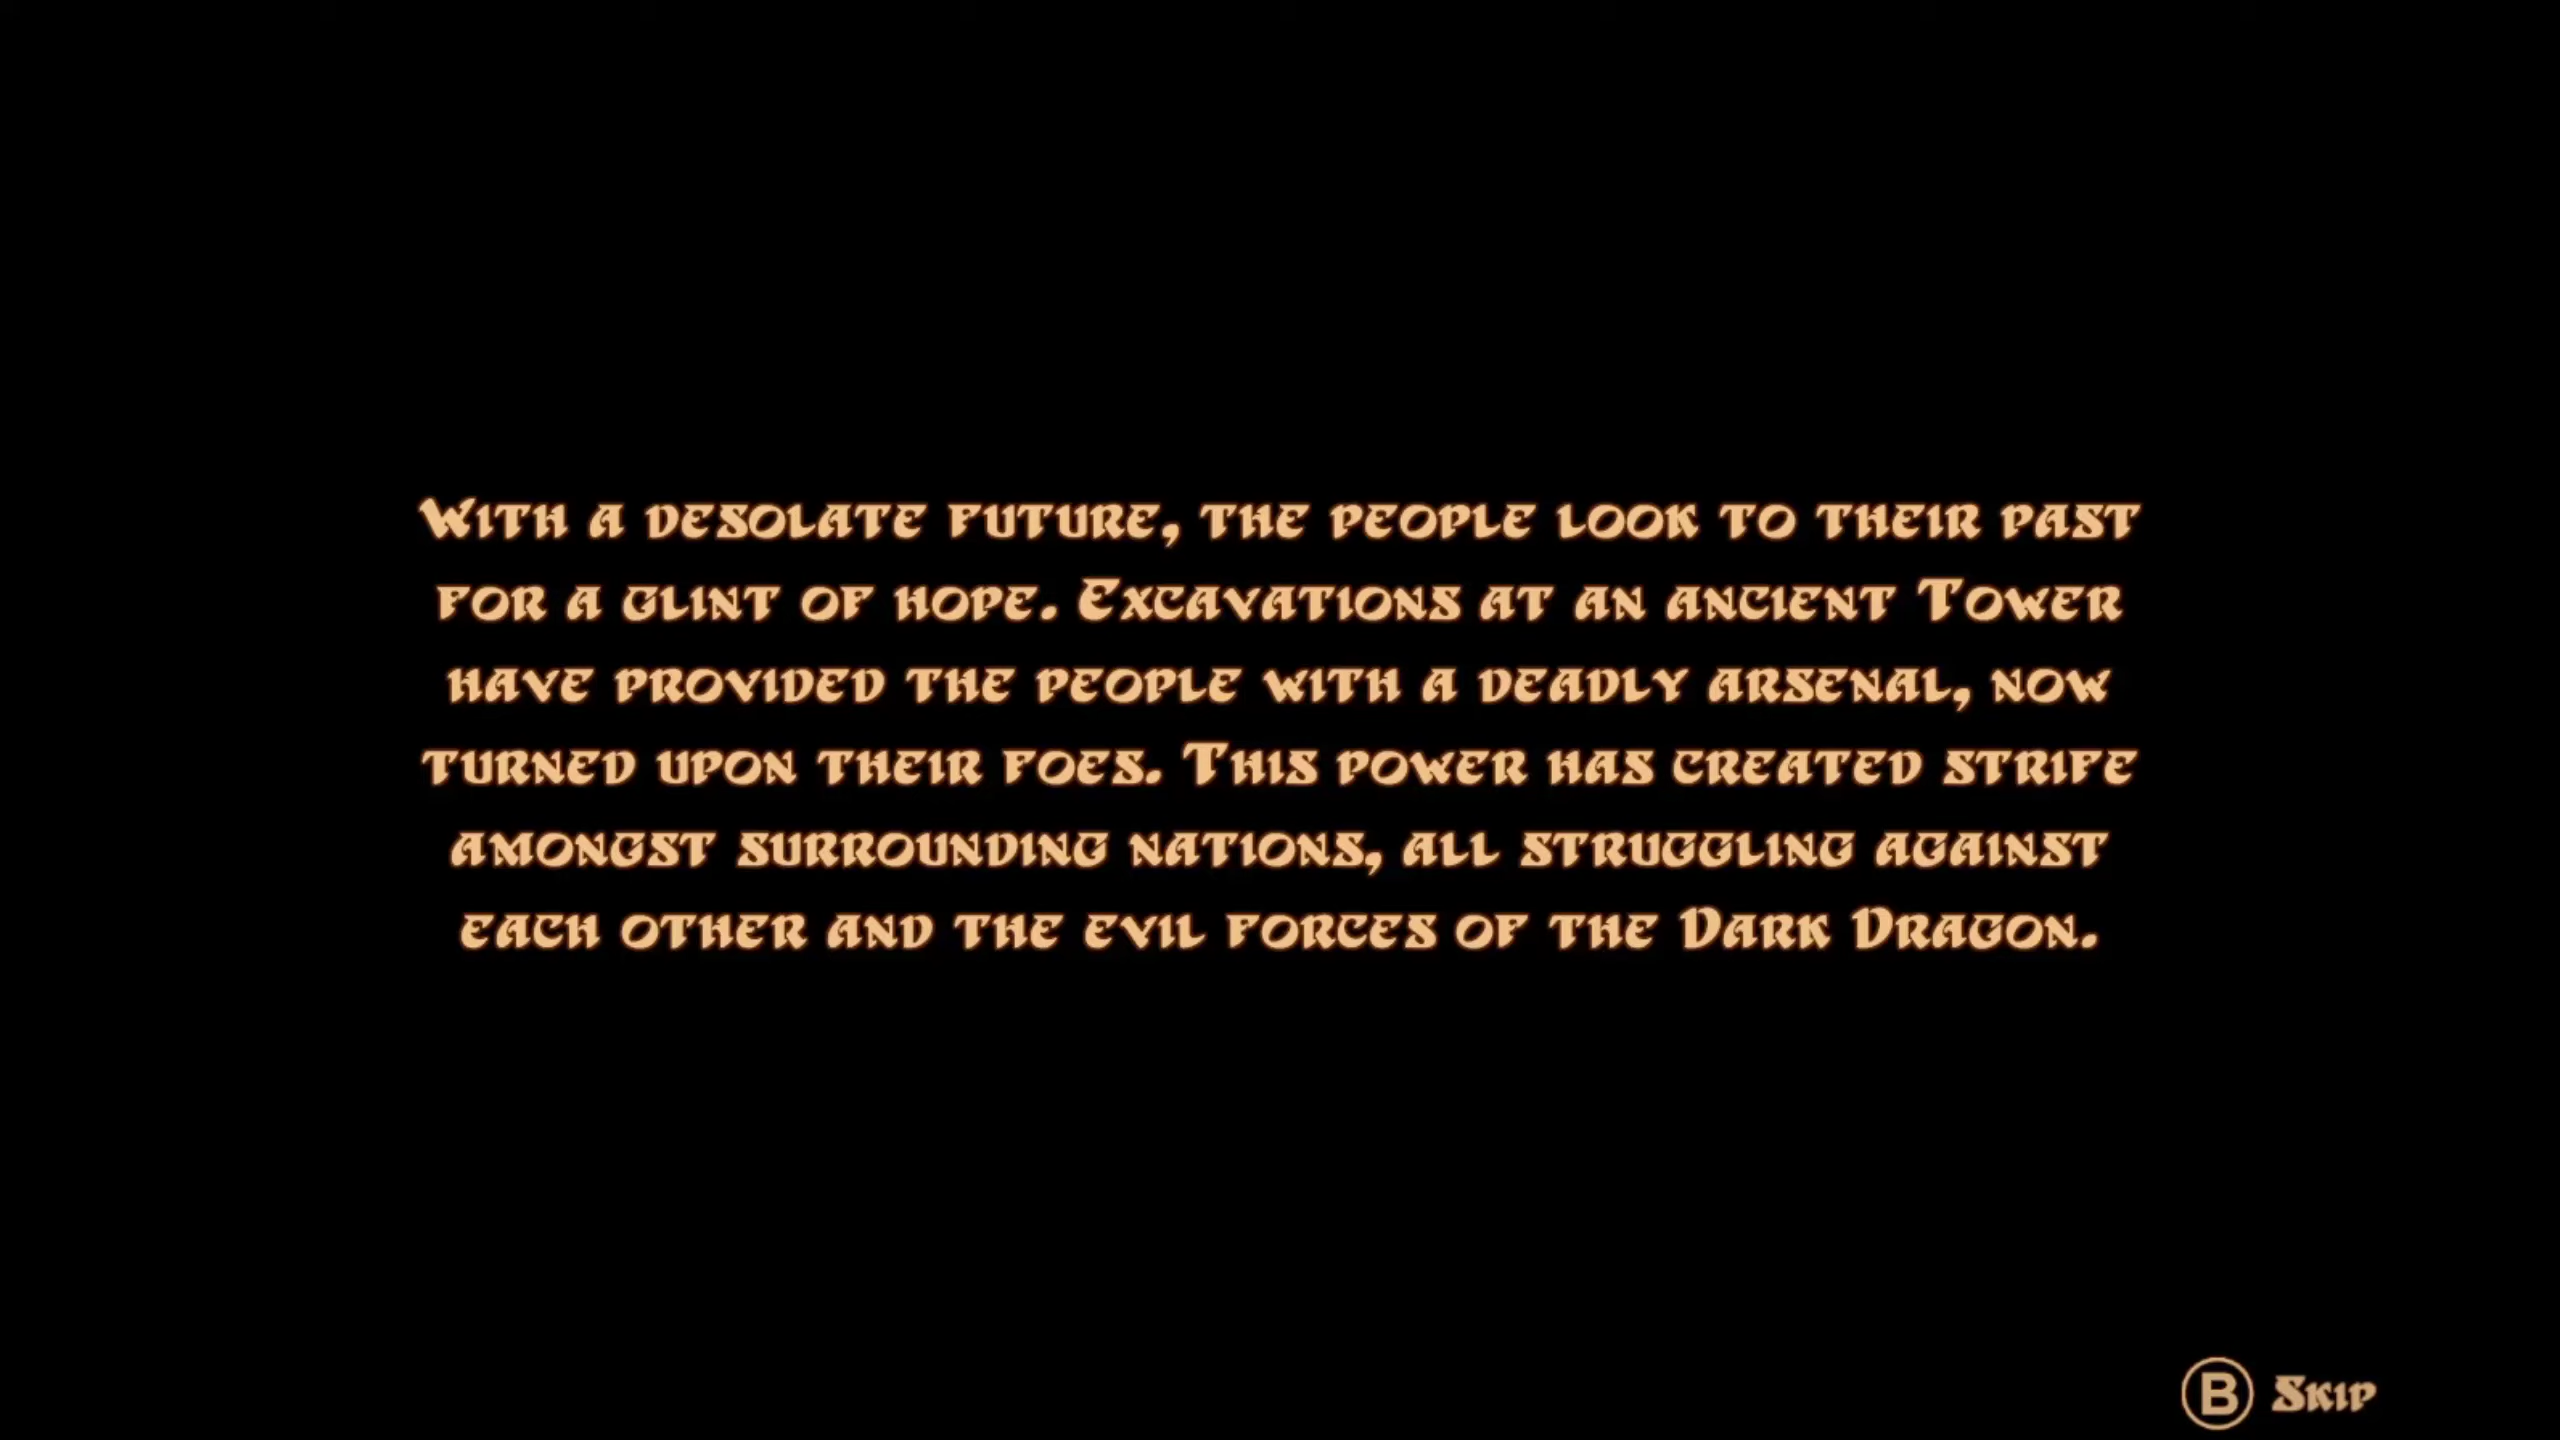 With a desolate future, the people look to their past
for a glint of hope. Excavations at an ancient Tower
have provided the people with a deadly arsenal, now
turned upon their foes. This power has created strife
amongst surrounding nations, all struggling against
each other and the evil forces of the Dark Dragon.
B Skip